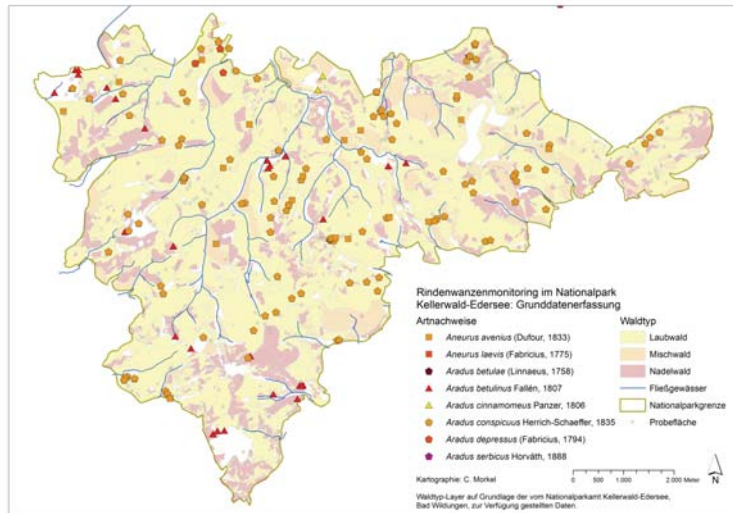 Rindenwanzenmonitoring im Nationalpark
Kellerwald-Edersee: Grunddatenerfassung
Artnachweise
Aneurus avenius (Dufour, 1833)
Aneurus laevis (Fabricius, 1775)
Aradus betulae (Linnaeus, 1758)
Aradus betulinus Fallén, 1807
Aradus cinnamomeus Panzer, 1806
Aradus conspicuus Herrich-Schaeffer, 1835
Aradus depressus (Fabricius, 1794)
Aradus serbicus Horváth, 1888
Waldtyp
Laubwald
Mischwald
Nadelwald
Fließgewässer
Nationalparkgrenze
Probefläche
Kartographie: C. Morkel
0 500 1.000 2.000 Meter
N
Waldtyp-Layer auf Grundlage der vom Nationalparkamt Kellerwald-Edersee,
Bad Wildungen, zur Verfügung gestellten Daten.